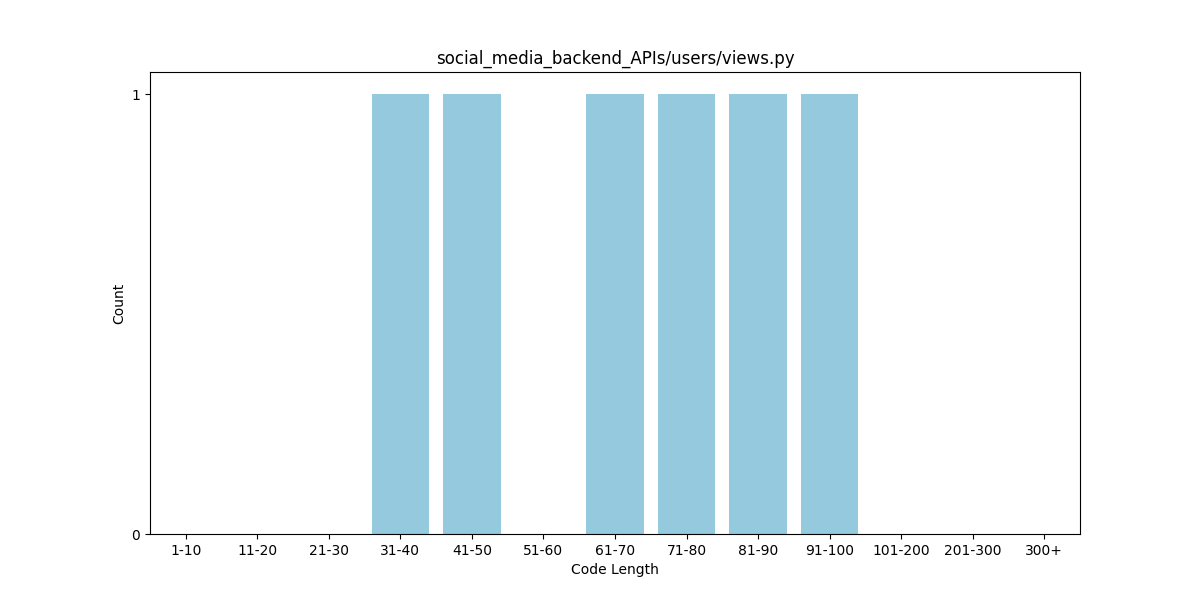 social_media_backend_APIs/users/views.py
1
Count
0
1-10 11-20 21-30 31-40 41-50 51-60 61-70 71-80 81-90 91-100 101-200 201-300 300+
Code Length